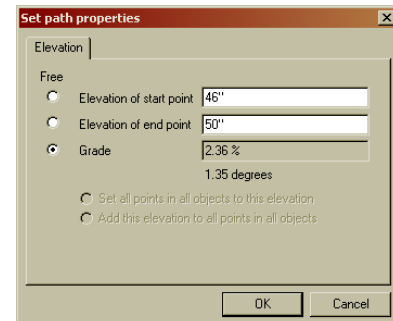 Set path properties
Elevation
Free
Elevation of start point 46"
Elevation of end point 50"
Grade 2.36 %
1.35 degrees
Set all points in all objects to this elevation
Add this elevation to all points in all objects
OK Cancel